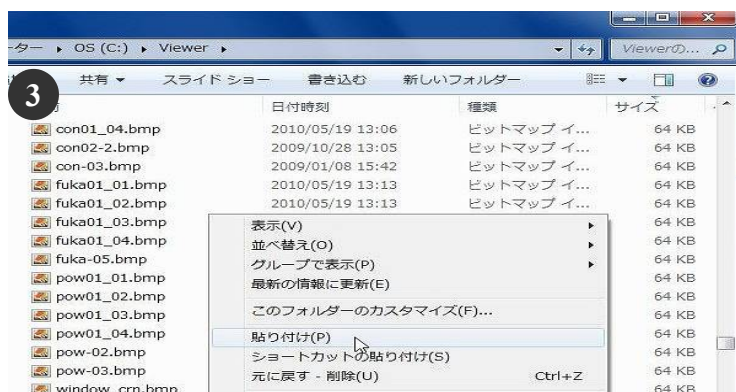 ーター ▸ OS (C:) ▸ Viewer ▸ Viewerの...
共有 スライド ショー 書き込む 新しいフォルダー
3
日付時刻 種類 サイズ
con01_04.bmp 2010/05/19 13:06 ビットマップ イ... 64 KB
con02-2.bmp 2009/10/28 13:05 ビットマップ イ... 64 KB
con-03.bmp 2009/01/08 15:42 ビットマップ イ... 64 KB
fuka01_01.bmp 2010/05/19 13:13 ビットマップ イ... 64 KB
fuka01_02.bmp 2010/05/19 13:13 ビットマップ イ... 64 KB
fuka01_03.bmp 64 KB
表示(V)
fuka01_04.bmp 64 KB
並べ替え(O)
fuka-05.bmp 64 KB
グループで表示(P)
pow01_01.bmp 64 KB
最新の情報に更新(E)
pow01_02.bmp 64 KB
pow01_03.bmp 64 KB
このフォルダーのカスタマイズ(F)...
pow01_04.bmp 64 KB
貼り付け(P)
pow-02.bmp 64 KB
ショートカットの貼り付け(S)
pow-03.bmp 64 KB
元に戻す - 削除(U) Ctrl+Z
window_crn.bmp 64 KB